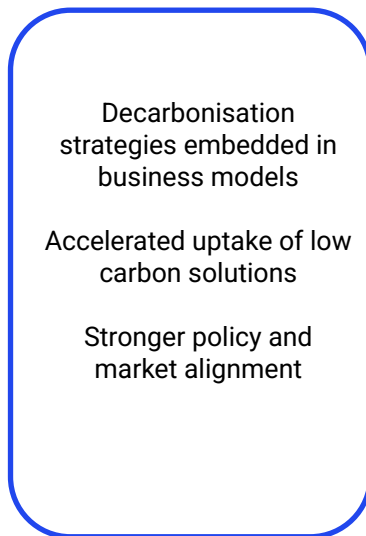 Decarbonisation
strategies embedded in
business models
Accelerated uptake of low
carbon solutions
Stronger policy and
market alignment